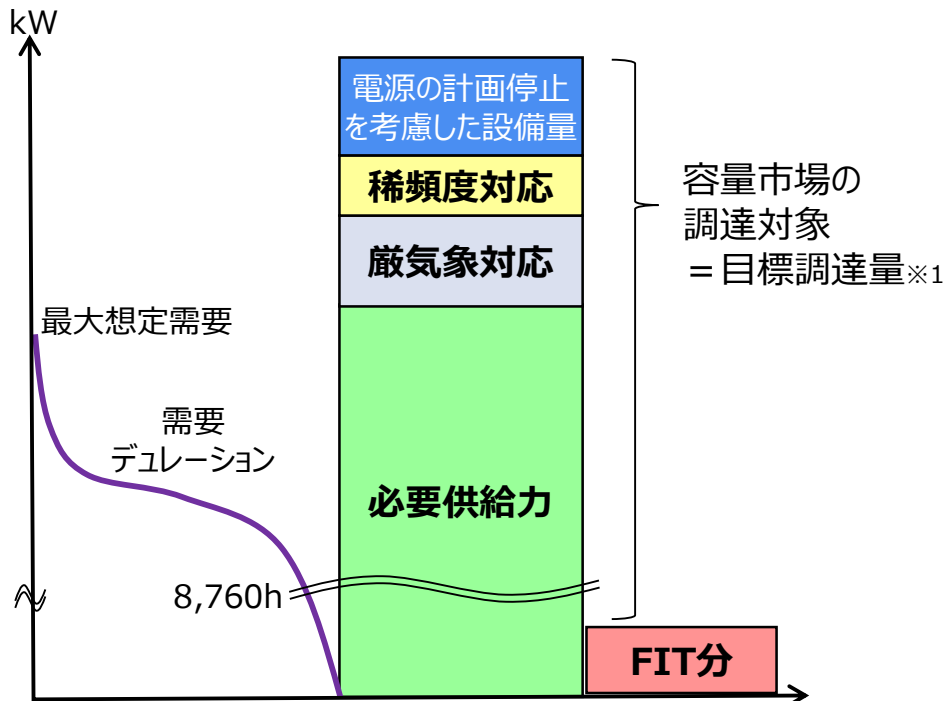 kW
電源の計画停止
を考慮した設備量
稀頻度対応
厳気象対応
容量市場の
調達対象
=目標調達量※1
最大想定需要
需要
デュレーション
必要供給力
8,760h
FIT分